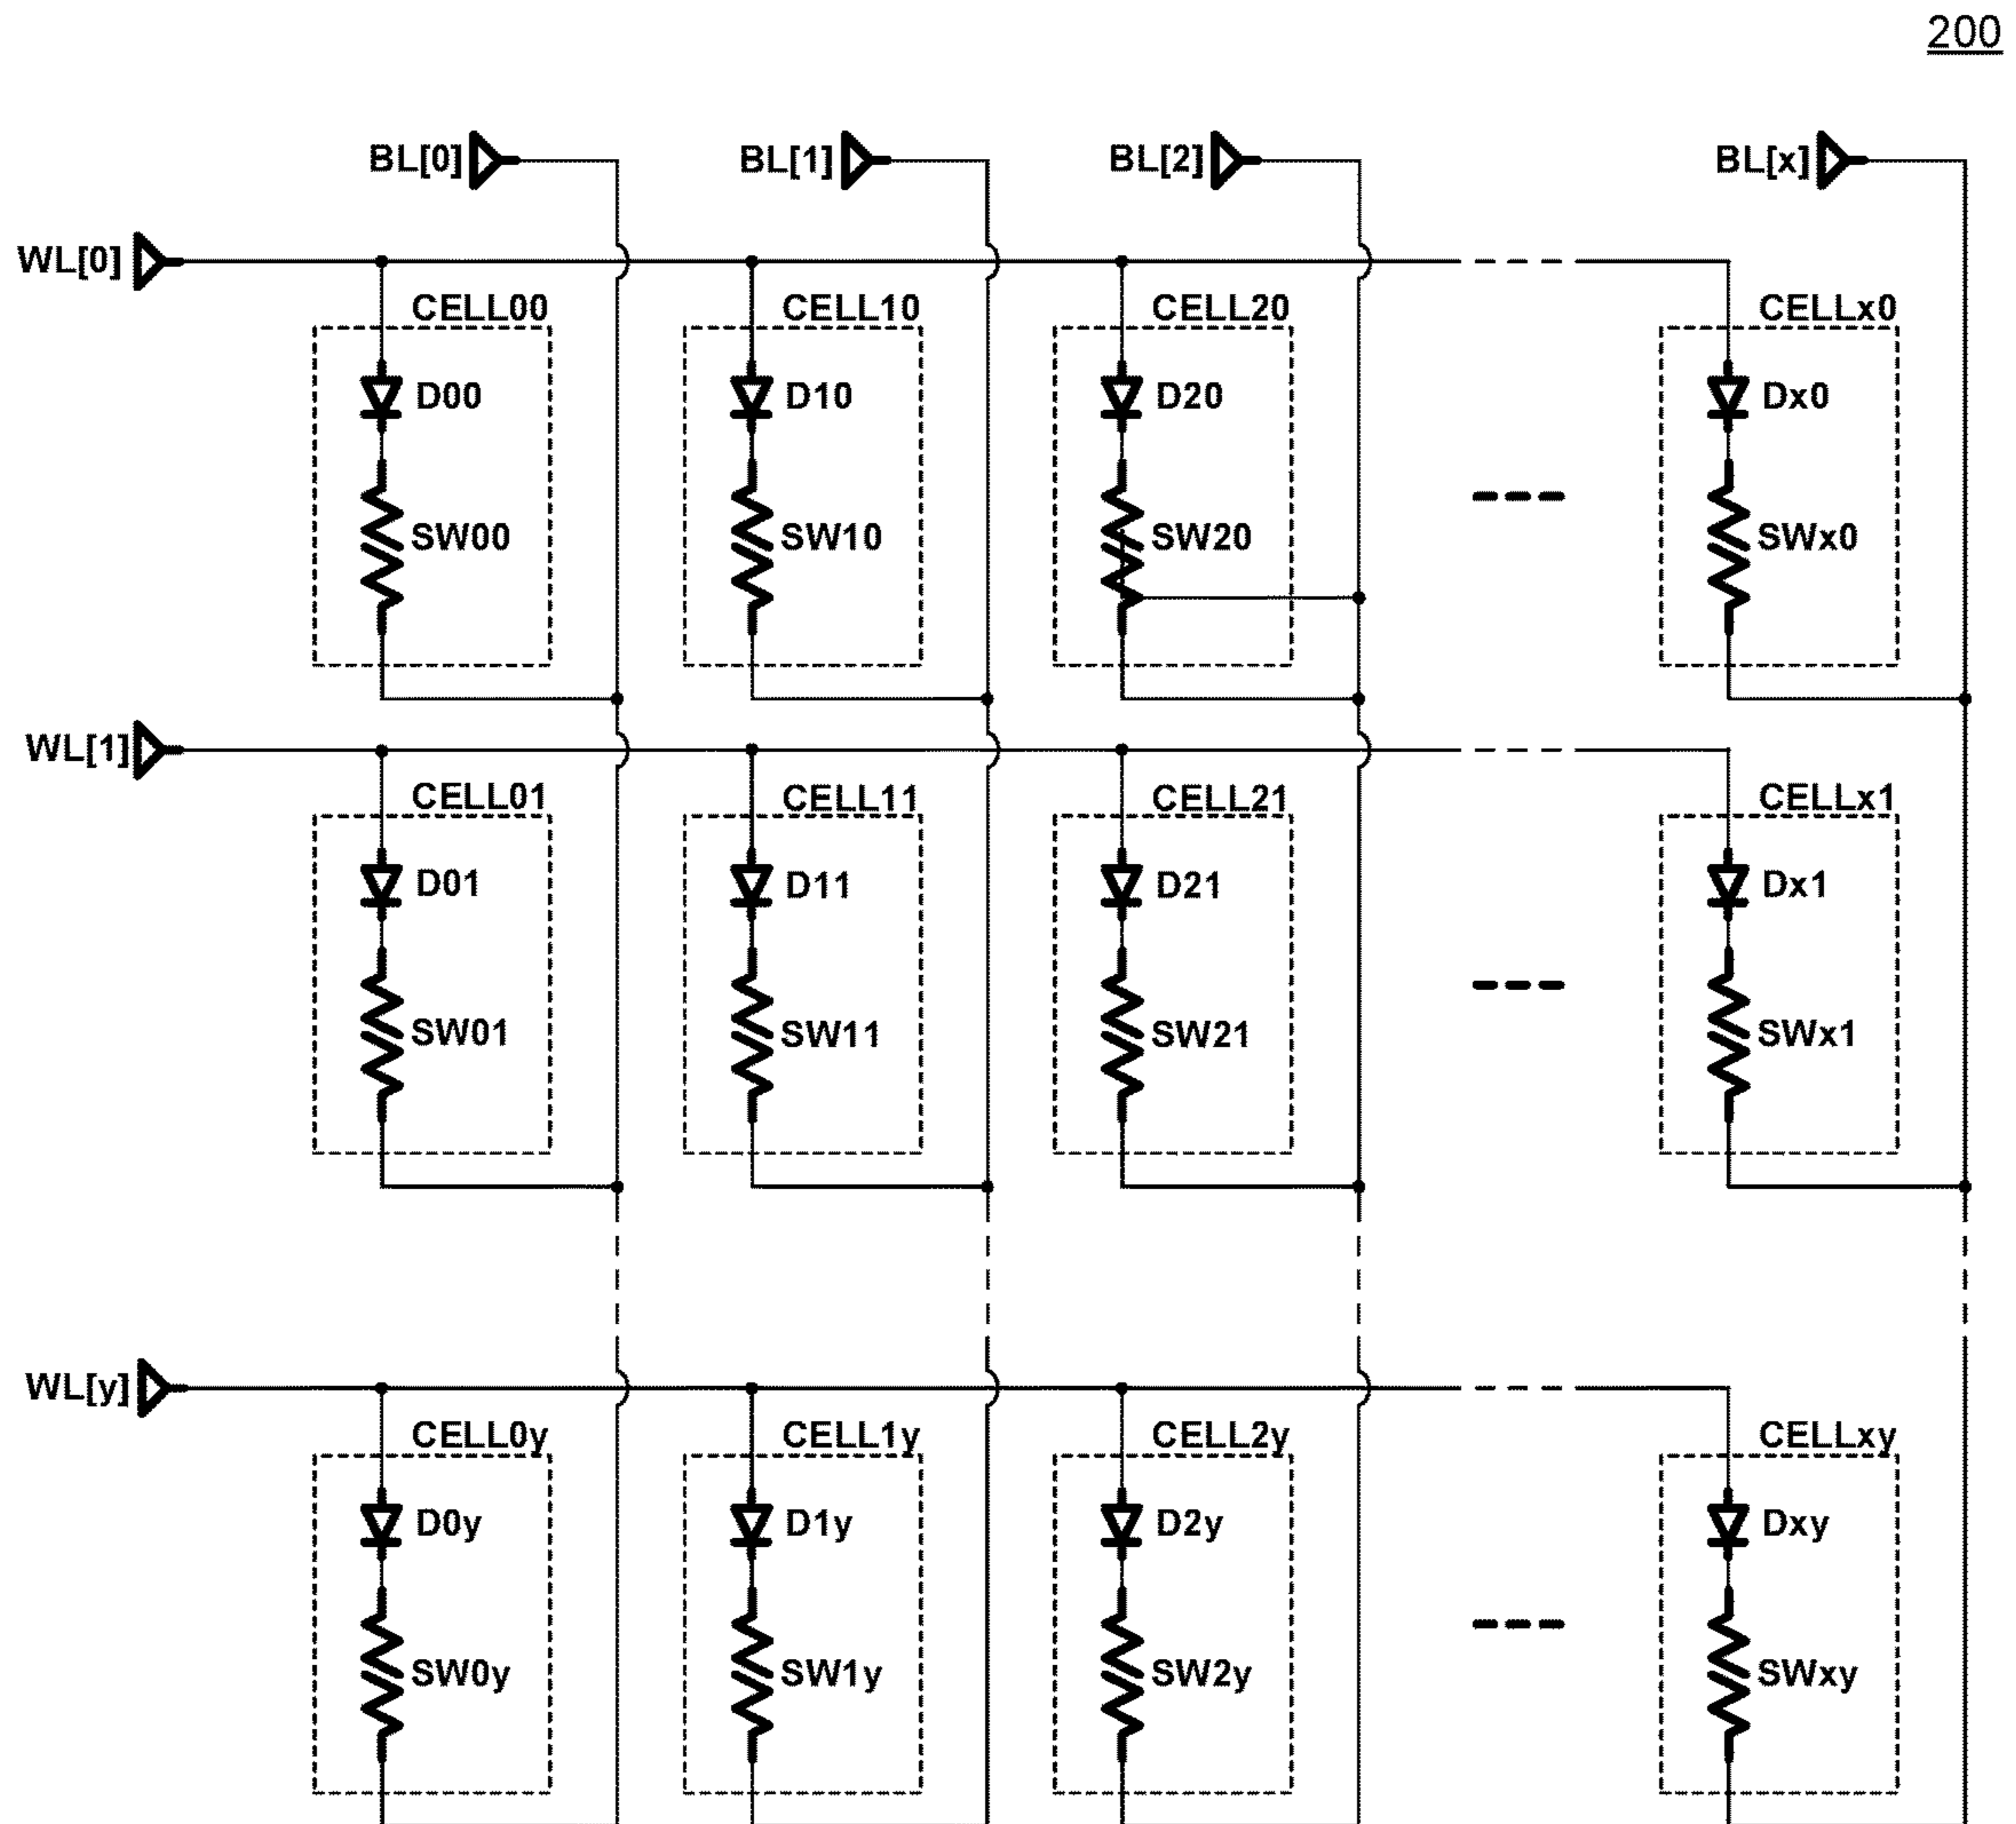 200
BL[0] BL[1] BL[2] BL[x]
WL[0]
CELL00 CELL10 CELL20 CELLx0
D00 D10 D20 Dx0
SW00 SW10 SW20 SWx0
WL[1]
CELL01 CELL11 CELL21 CELLx1
D01 D11 D21 Dx1
SW01 SW11 SW21 SWx1
WL[y]
CELL0y CELL1y CELL2y CELLxy
D0y D1y D2y Dxy
SW0y SW1y SW2y SWxy